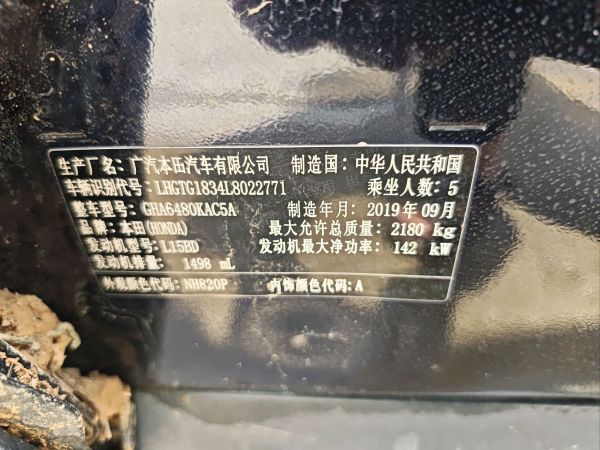 生产厂名：广汽本田汽车有限公司 制造国：中华人民共和国
车辆识别代号：LHGTG1834L8022771 乘坐人数：5
整车型号：GHA6480KAC5A 制造年月：2019年09月
品牌：本田(HONDA) 最大允许总质量：2180 kg
发动机型号：L15BD 发动机最大净功率：142 kW
发动机排量：1498 mL
外观颜色代码：NH820P 内饰颜色代码：A